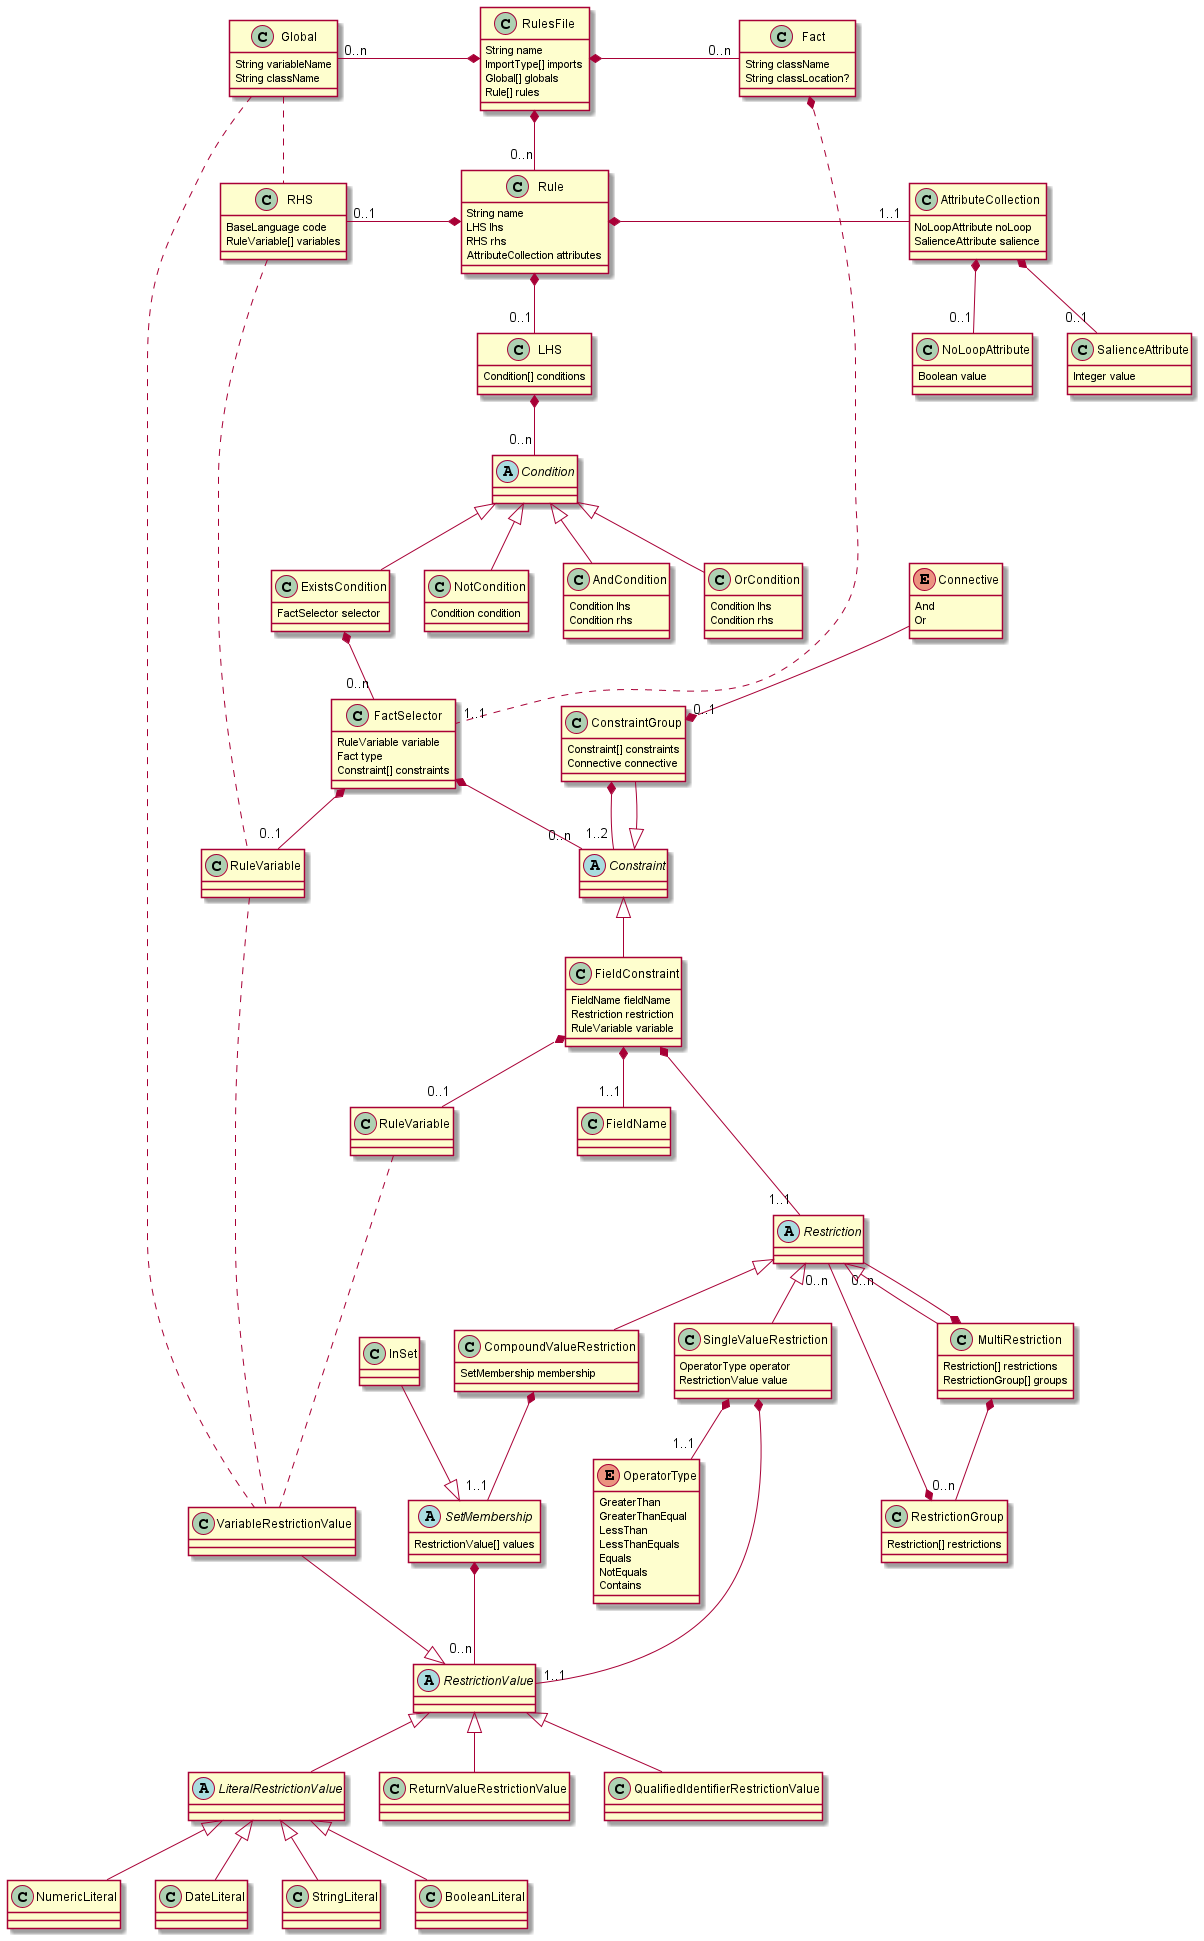 C Global
String variableName
String className
0..n
C RulesFile
String name
ImportType[] imports
Global[] globals
Rule[] rules
0..n
C Fact
String className
String classLocation?
0..n
C RHS
BaseLanguage code
RuleVariable[] variables
0..1
C Rule
String name
LHS lhs
RHS rhs
AttributeCollection attributes
1..1
C AttributeCollection
NoLoopAttribute noLoop
SalienceAttribute salience
0..1
0..1
0..1
C LHS
Condition[] conditions
C NoLoopAttribute
Boolean value
C SalienceAttribute
Integer value
0..n
A Condition
C ExistsCondition
FactSelector selector
C NotCondition
Condition condition
C AndCondition
Condition lhs
Condition rhs
C OrCondition
Condition lhs
Condition rhs
E Connective
And
Or
0..n
C FactSelector
RuleVariable variable
Fact type
Constraint[] constraints
1..1
C ConstraintGroup
Constraint[] constraints
Connective connective
0..1
0..1
0..n
1..2
C RuleVariable
A Constraint
C FieldConstraint
FieldName fieldName
Restriction restriction
RuleVariable variable
0..1
1..1
C RuleVariable
C FieldName
1..1
A Restriction
0..n
0..n
C InSet
C CompoundValueRestriction
SetMembership membership
C SingleValueRestriction
OperatorType operator
RestrictionValue value
C MultiRestriction
Restriction[] restrictions
RestrictionGroup[] groups
1..1
1..1
0..n
E OperatorType
GreaterThan
GreaterThanEqual
LessThan
LessThanEquals
Equals
NotEquals
Contains
C VariableRestrictionValue
A SetMembership
RestrictionValue[] values
C RestrictionGroup
Restriction[] restrictions
0..n
1..1
A RestrictionValue
A LiteralRestrictionValue
C ReturnValueRestrictionValue
C QualifiedIdentifierRestrictionValue
C NumericLiteral
C DateLiteral
C StringLiteral
C BooleanLiteral